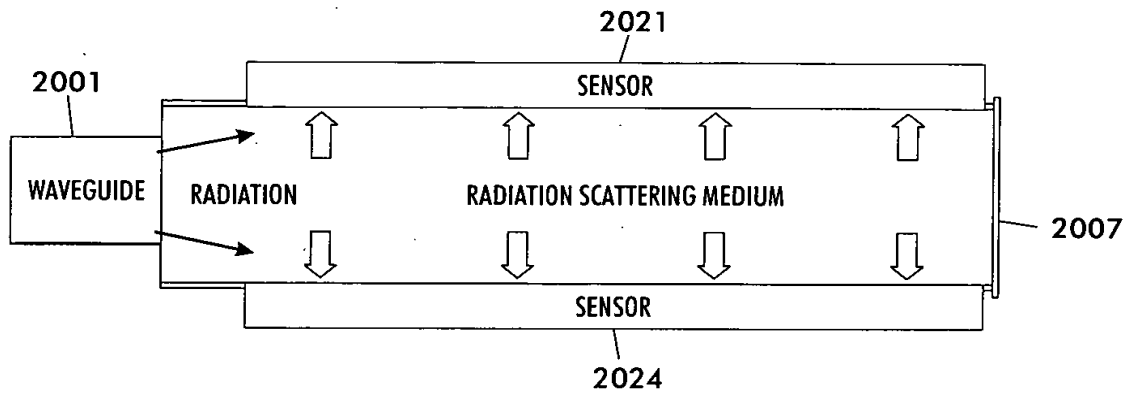 2021
SENSOR
2001
WAVEGUIDE
RADIATION
RADIATION SCATTERING MEDIUM
2007
SENSOR
2024